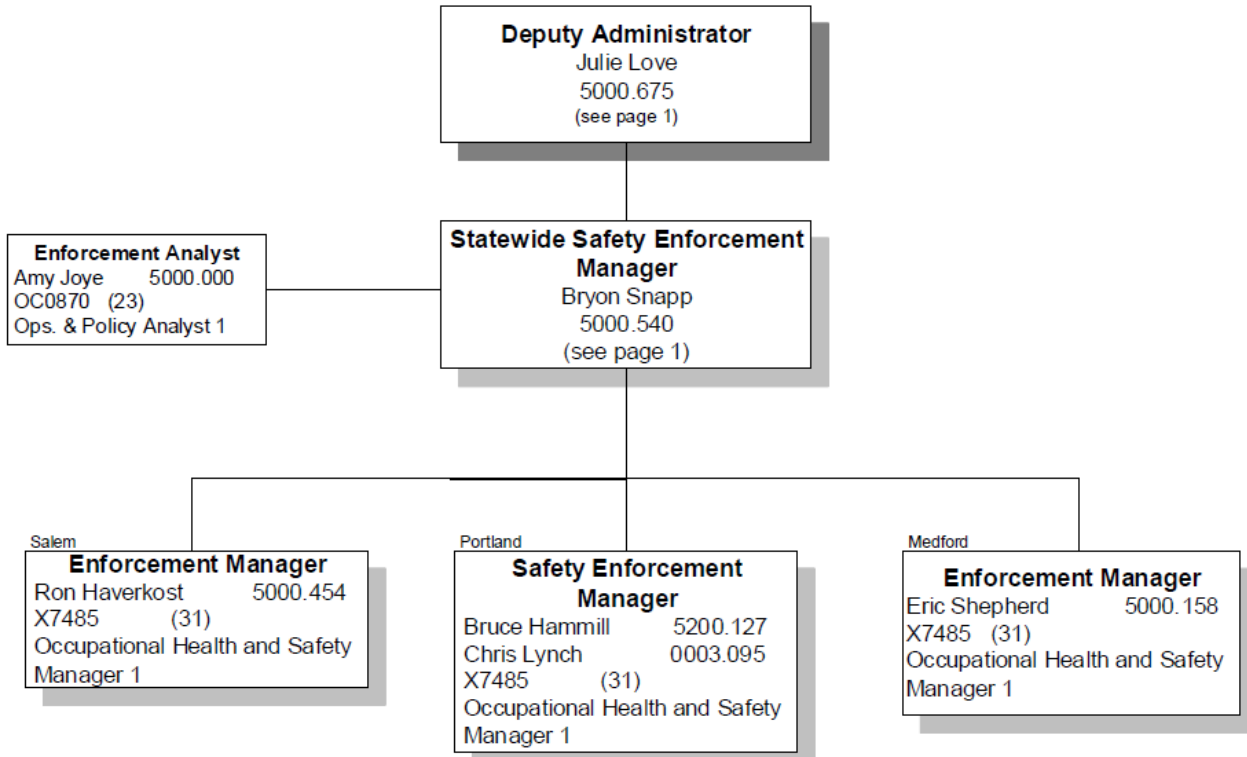 Deputy Administrator
Julie Love
5000.675
(see page 1)
Enforcement Analyst
Amy Joye 5000.000
OC0870 (23)
Ops. & Policy Analyst 1
Statewide Safety Enforcement
Manager
Bryon Snapp
5000.540
(see page 1)
Salem
Enforcement Manager
Ron Haverkost 5000.454
X7485 (31)
Occupational Health and Safety
Manager 1
Portland
Safety Enforcement
Manager
Bruce Hammill 5200.127
Chris Lynch 0003.095
X7485 (31)
Occupational Health and Safety
Manager 1
Medford
Enforcement Manager
Eric Shepherd 5000.158
X7485 (31)
Occupational Health and Safety
Manager 1